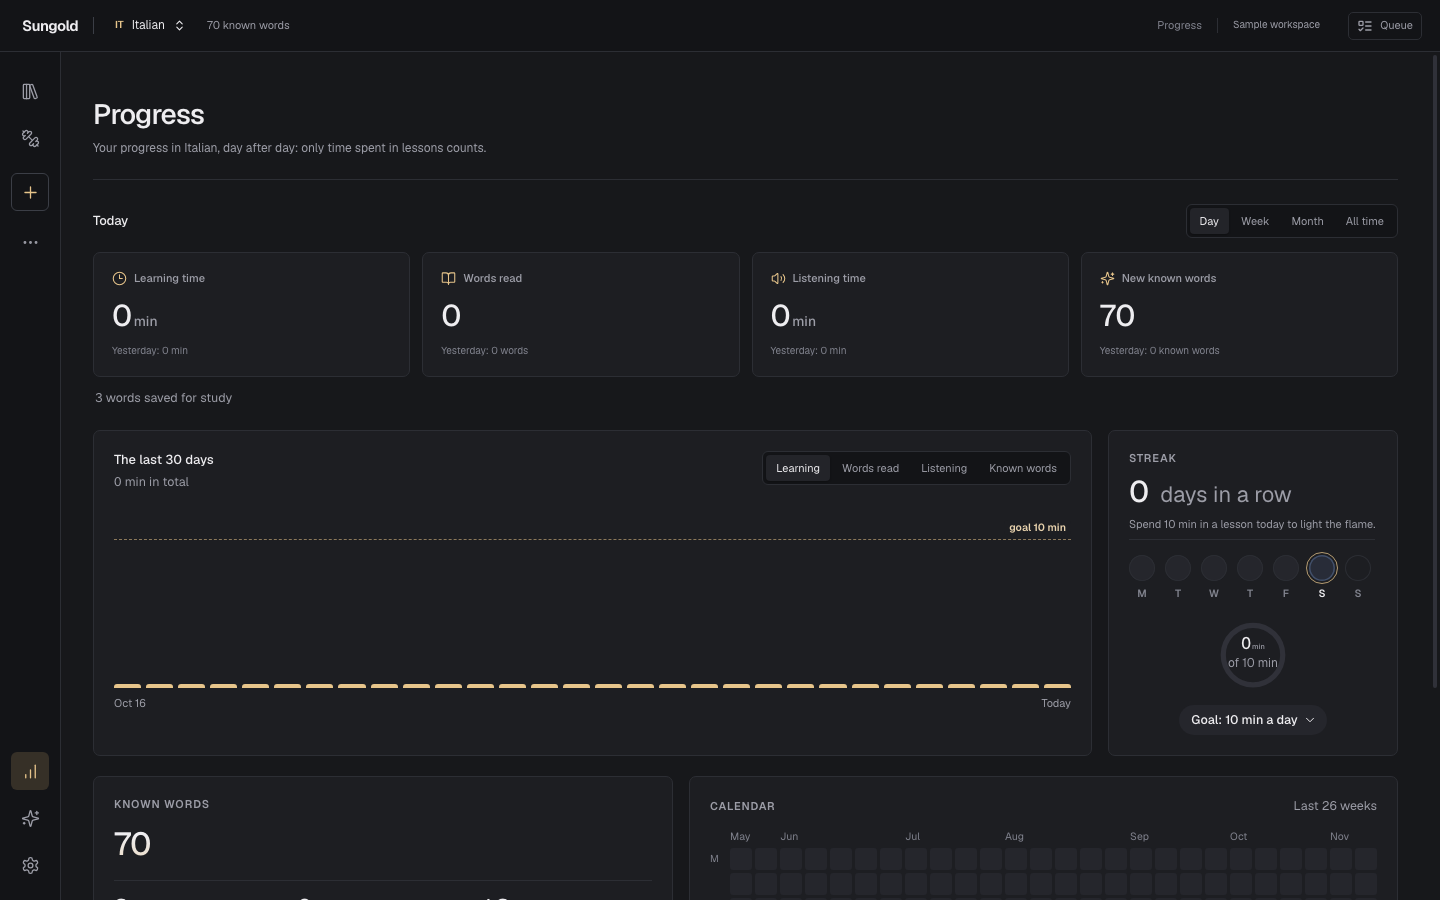 Sungold
IT Italian
70 known words
Progress
Sample workspace
Queue
Progress
Your progress in Italian, day after day: only time spent in lessons counts.
Today
Day Week Month All time
Learning time
0 min
Yesterday: 0 min
Words read
0
Yesterday: 0 words
Listening time
0 min
Yesterday: 0 min
New known words
70
Yesterday: 0 known words
3 words saved for study
The last 30 days
0 min in total
Learning Words read Listening Known words
goal 10 min
Oct 16
Today
STREAK
0 days in a row
Spend 10 min in a lesson today to light the flame.
M T W T F S S
0 min
of 10 min
Goal: 10 min a day
KNOWN WORDS
70
CALENDAR
Last 26 weeks
May Jun Jul Aug Sep Oct Nov
M